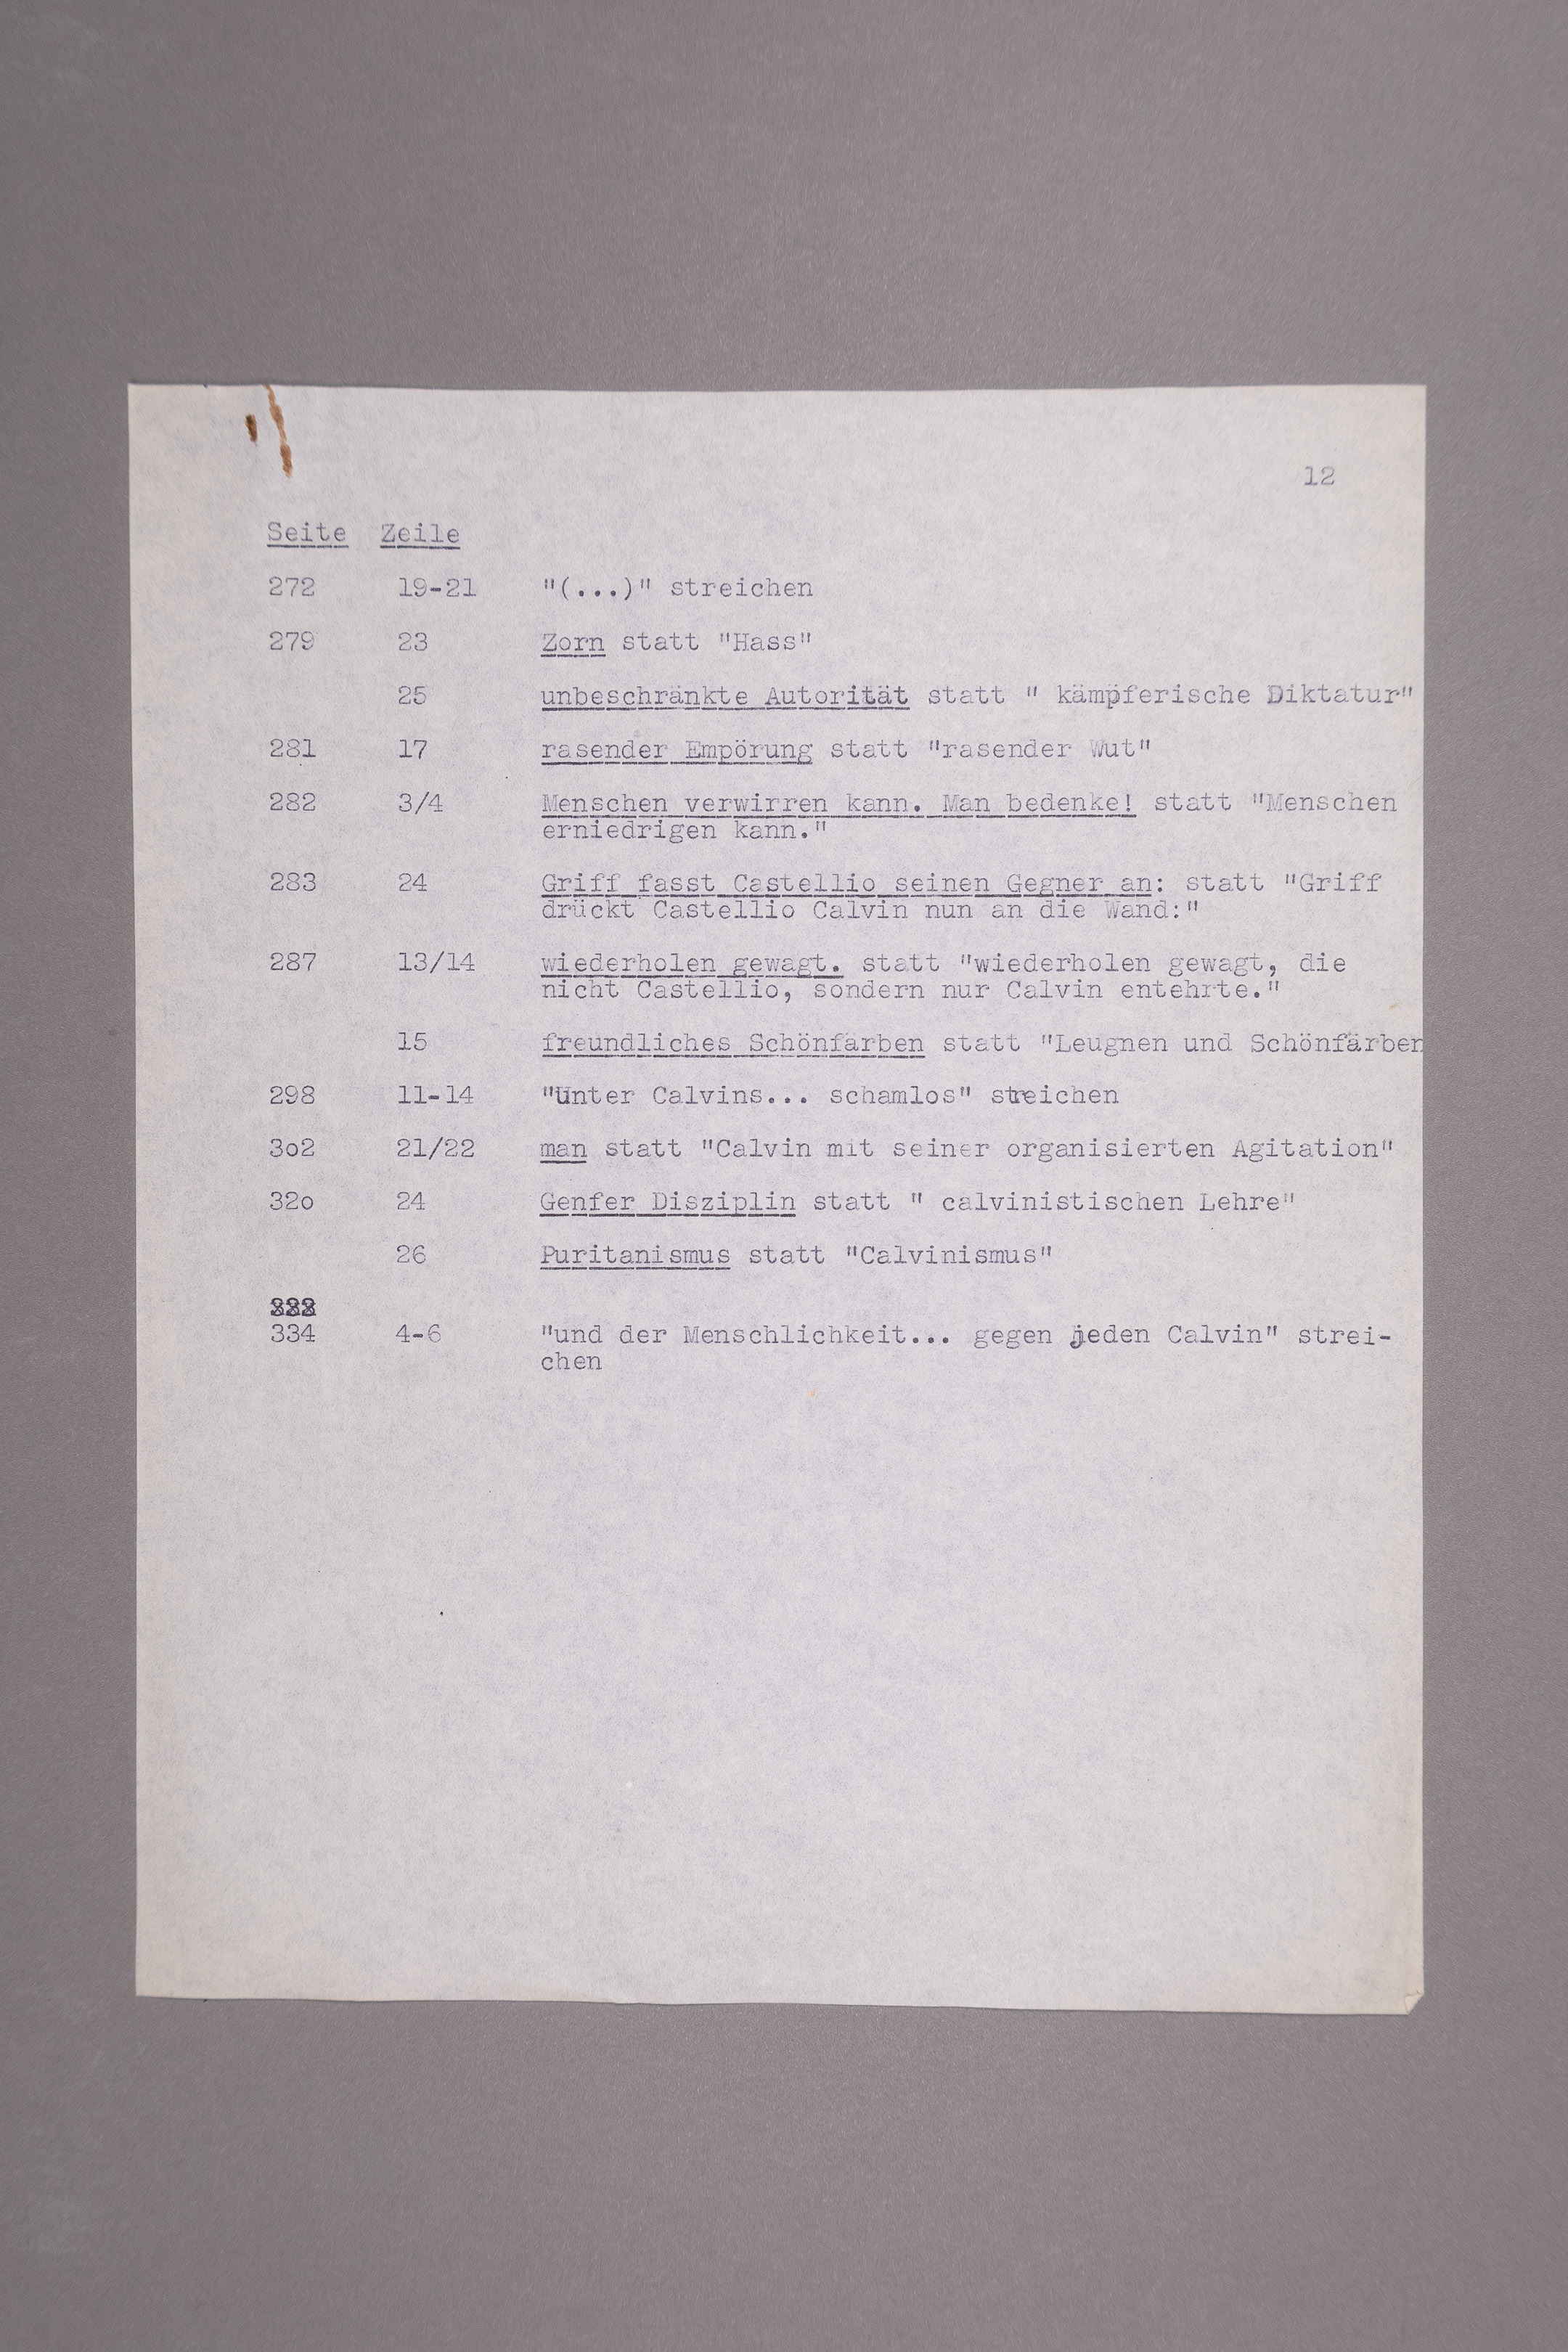 12
Seite Zeile
272 19-21 "(...)" streichen
279 23 Zorn statt "Hass"
25 unbeschränkte Autorität statt " kämpferische Diktatur"
281 17 rasender Empörung statt "rasender Wut"
282 3/4 Menschen verwirren kann. Man bedenke! statt "Menschen
erniedrigen kann."
283 24 Griff fasst Castellio seinen Gegner an: statt "Griff
drückt Castellio Calvin nun an die Wand:"
287 13/14 wiederholen gewagt. statt "wiederholen gewagt, die
nicht Castellio, sondern nur Calvin entehrte."
15 freundliches Schönfärben statt "Leugnen und Schönfärben
298 11-14 "Unter Calvins... schamlos" streichen
3o2 21/22 man statt "Calvin mit seiner organisierten Agitation"
32o 24 Genfer Disziplin statt " calvinistischen Lehre"
26 Puritanismus statt "Calvinismus"
334 4-6 "und der Menschlichkeit... gegen jeden Calvin" strei-
chen